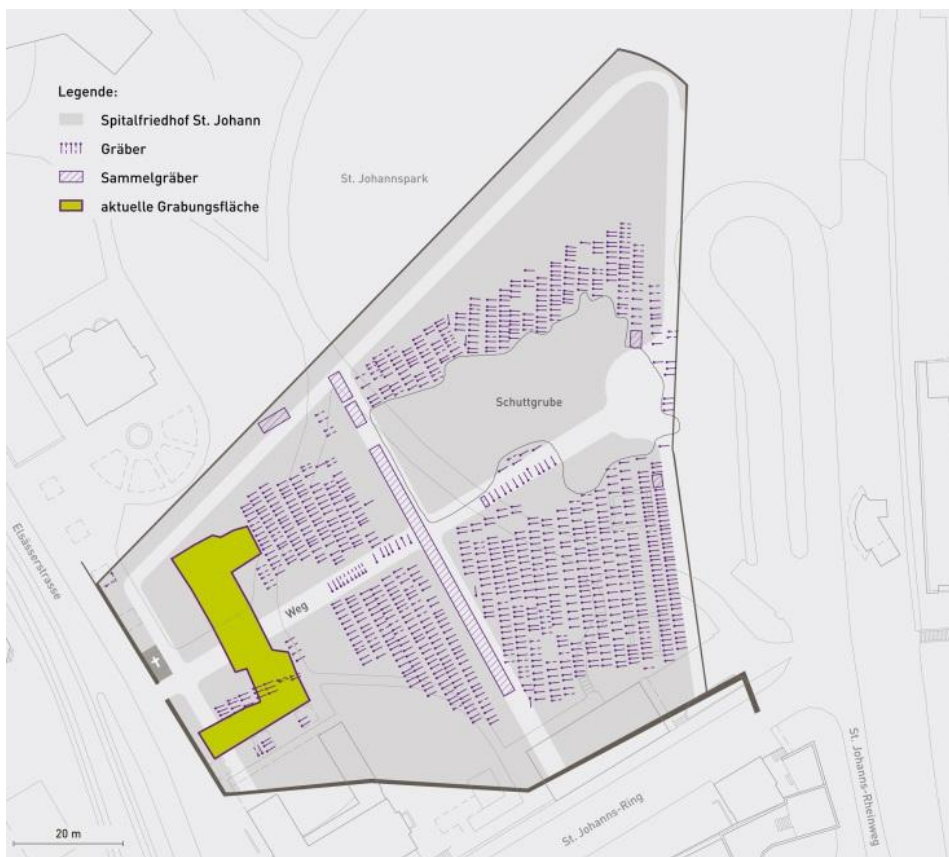 Legende:
Spitalfriedhof St. Johann
Gräber
Sammelgräber
aktuelle Grabungsfläche
St. Johannspark
Schuttgrube
Elsässerstrasse
Weg
St. Johanns-Ring
St. Johanns-Rheinweg
20 m